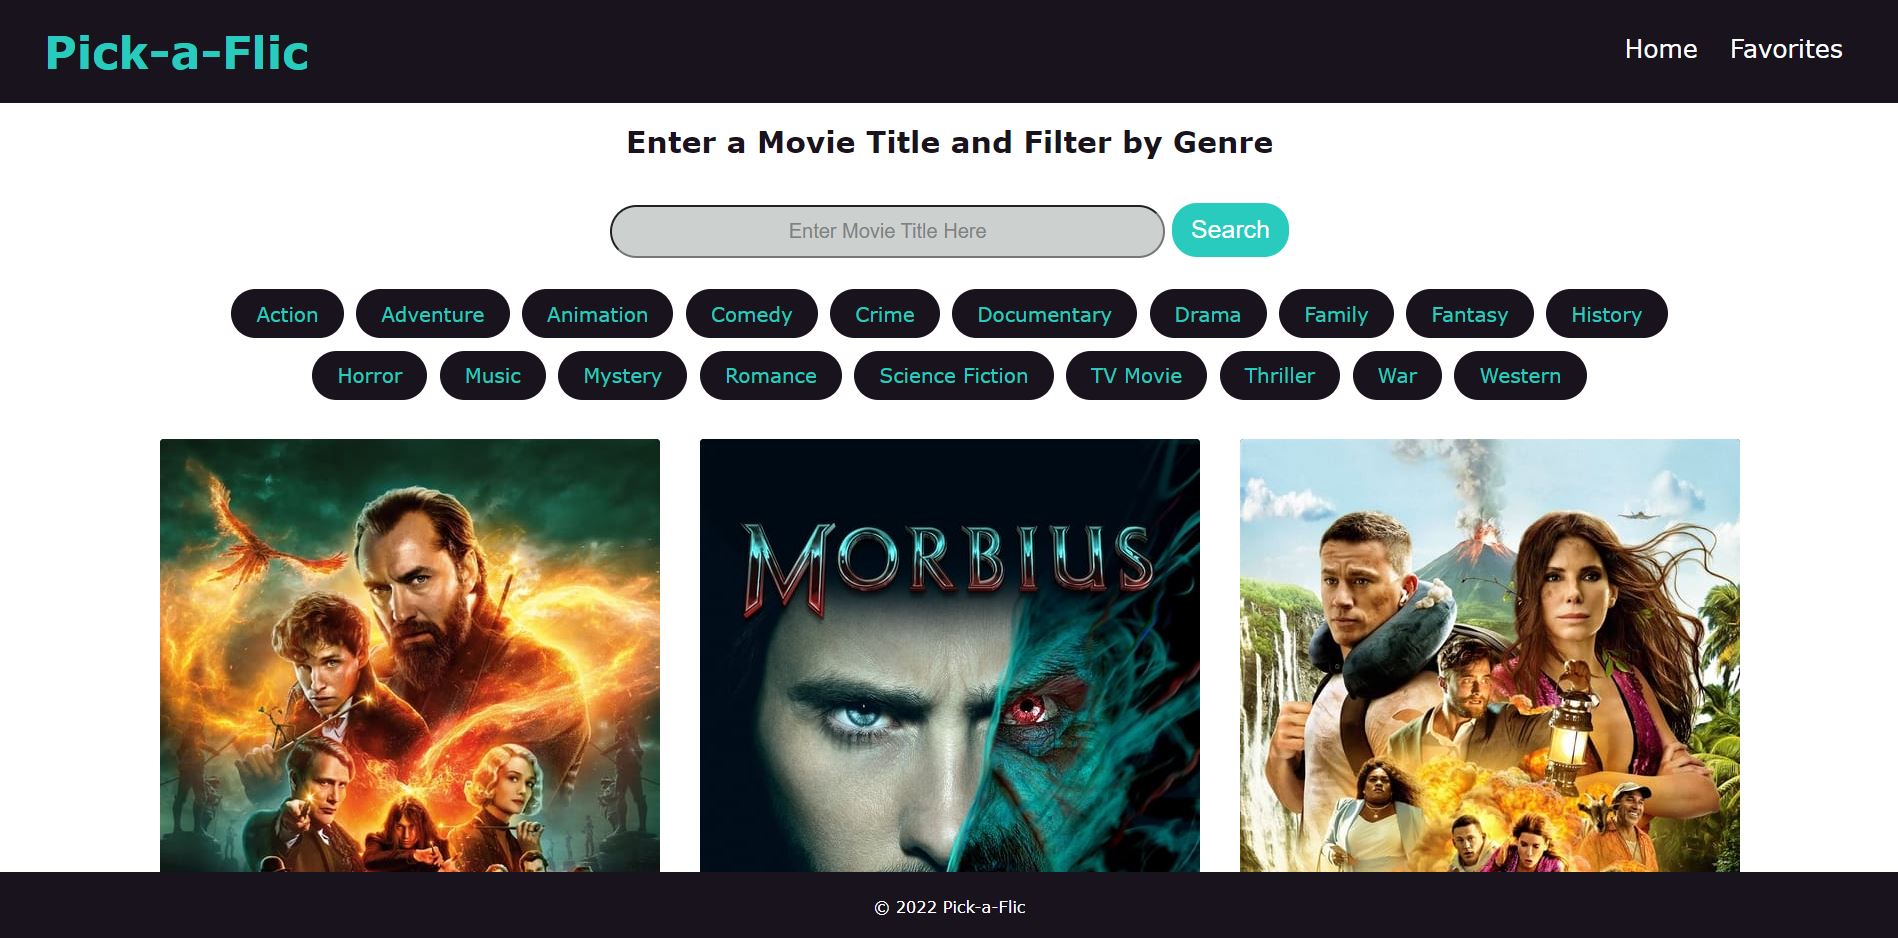 Pick-a-Flic
Home Favorites
Enter a Movie Title and Filter by Genre
Enter Movie Title Here Search
Action Adventure Animation Comedy Crime Documentary Drama Family Fantasy History
Horror Music Mystery Romance Science Fiction TV Movie Thriller War Western
MORBIUS
© 2022 Pick-a-Flic